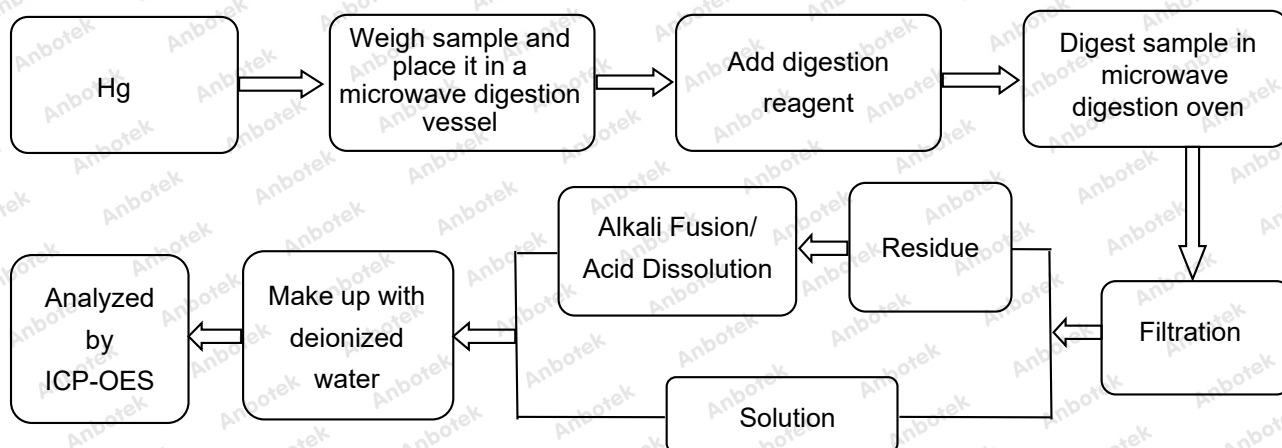 Hg
Weigh sample and
place it in a
microwave digestion
vessel
Add digestion
reagent
Digest sample in
microwave
digestion oven
Filtration
Residue
Alkali Fusion/
Acid Dissolution
Solution
Make up with
deionized
water
Analyzed
by
ICP-OES
Anbotek